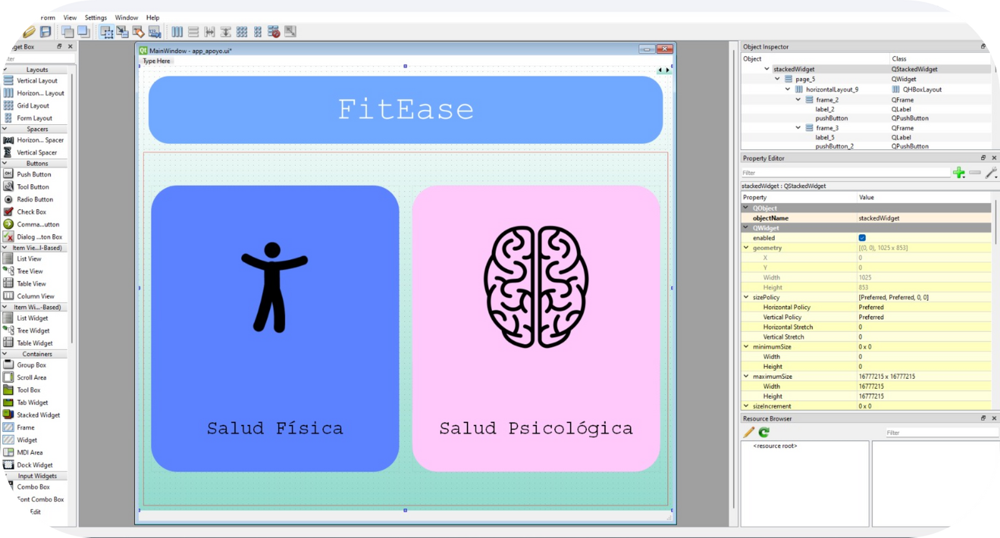 orm View Settings Window Help
get Box
ter
Layouts
Vertical Layout
Horizon... Layout
Grid Layout
Form Layout
Spacers
Horizon... Spacer
Vertical Spacer
Buttons
Push Button
Tool Button
Radio Button
Check Box
Comma...utton
Dialog ...ton Box
Item Vie...l-Based)
List View
Tree View
Table View
Column View
Item Wi...-Based)
List Widget
Tree Widget
Table Widget
Containers
Group Box
Scroll Area
Tool Box
Tab Widget
Stacked Widget
Frame
Widget
MDI Area
Dock Widget
Input Widgets
Combo Box
Font Combo Box
Edit
Qt MainWindow - app_apoyo.ui*
Type Here
FitEase
Salud Física
Salud Psicológica
Object Inspector
Object Class
stackedWidget QStackedWidget
page_5 QWidget
horizontalLayout_9 QHBoxLayout
frame_2 QFrame
label_2 QLabel
pushButton QPushButton
frame_3 QFrame
label_5 QLabel
pushButton_2 QPushButton
Property Editor
Filter
stackedWidget : QStackedWidget
Property Value
QObject
objectName stackedWidget
QWidget
enabled
geometry [(0, 0), 1025 x 853]
X 0
Y 0
Width 1025
Height 853
sizePolicy [Preferred, Preferred, 0, 0]
Horizontal Policy Preferred
Vertical Policy Preferred
Horizontal Stretch 0
Vertical Stretch 0
minimumSize 0 x 0
Width 0
Height 0
maximumSize 16777215 x 16777215
Width 16777215
Height 16777215
sizeIncrement 0 x 0
Resource Browser
Filter
<resource root>